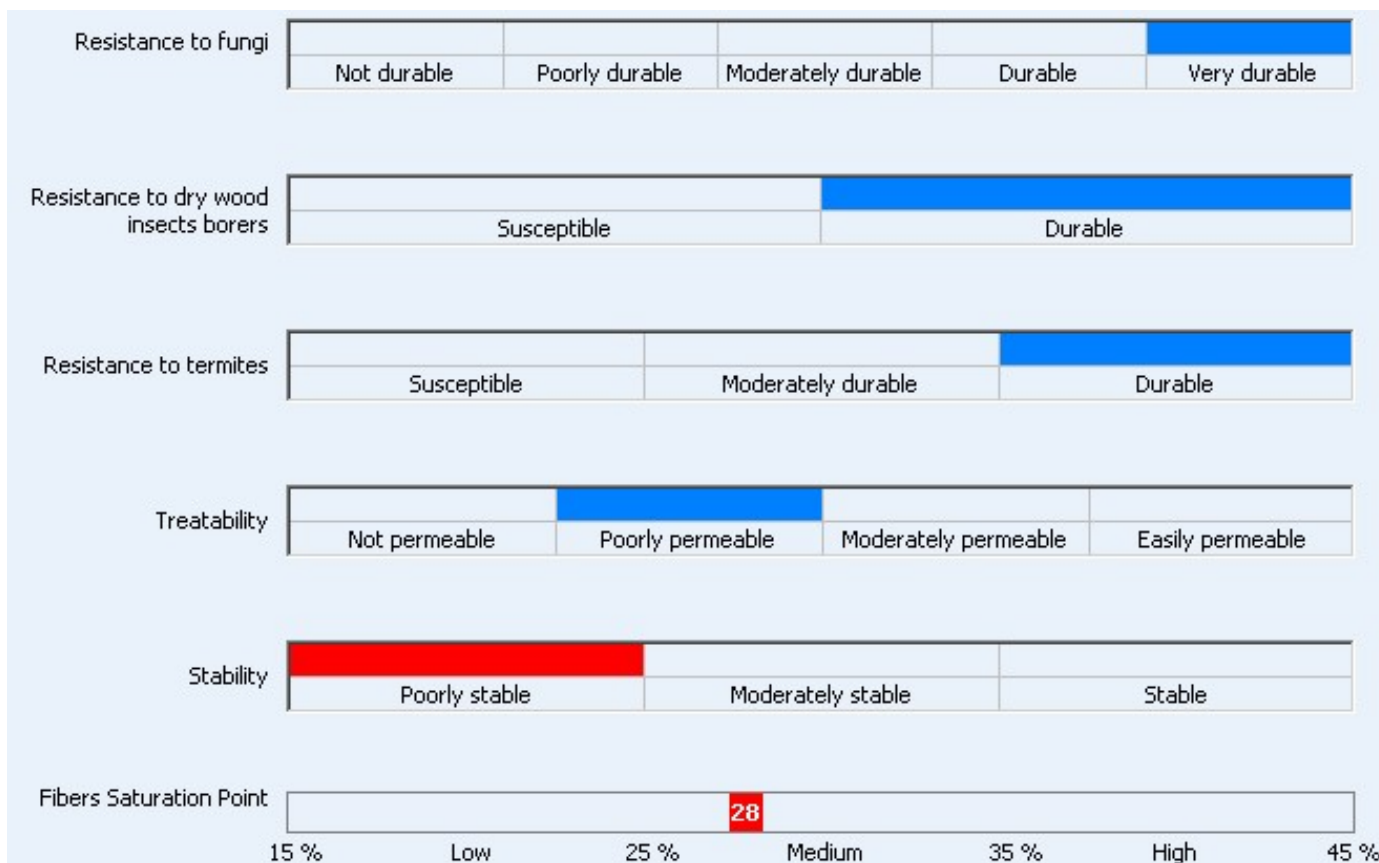 Resistance to fungi
Not durable Poorly durable Moderately durable Durable Very durable
Resistance to dry wood
insects borers
Susceptible Durable
Resistance to termites
Susceptible Moderately durable Durable
Treatability
Not permeable Poorly permeable Moderately permeable Easily permeable
Stability
Poorly stable Moderately stable Stable
Fibers Saturation Point
28
15 % Low 25 % Medium 35 % High 45 %